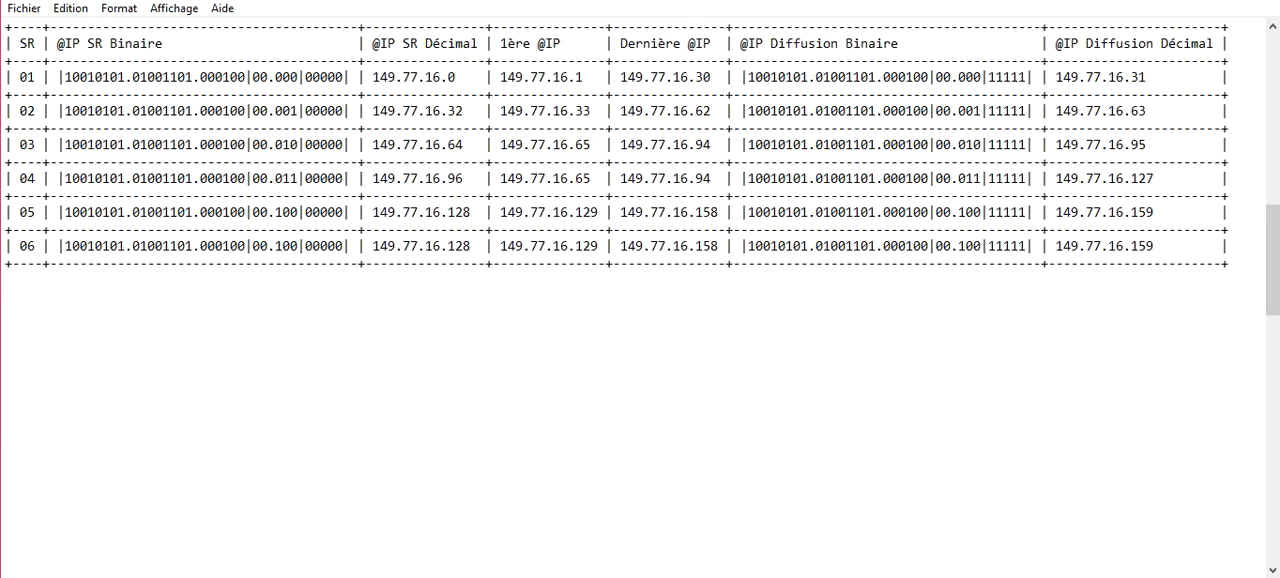 Fichier Edition Format Affichage Aide
+----+-----------------------------------------+----------------+---------------+---------------+-----------------------------------------+-----------------------+
| SR | @IP SR Binaire                          | @IP SR Décimal | 1ère @IP      | Dernière @IP  | @IP Diffusion Binaire                   | @IP Diffusion Décimal |
+----+-----------------------------------------+----------------+---------------+---------------+-----------------------------------------+-----------------------+
| 01 | |10010101.01001101.000100|00.000|00000| | 149.77.16.0    | 149.77.16.1   | 149.77.16.30  | |10010101.01001101.000100|00.000|11111| | 149.77.16.31          |
+----+-----------------------------------------+----------------+---------------+---------------+-----------------------------------------+-----------------------+
| 02 | |10010101.01001101.000100|00.001|00000| | 149.77.16.32   | 149.77.16.33  | 149.77.16.62  | |10010101.01001101.000100|00.001|11111| | 149.77.16.63          |
+----+-----------------------------------------+----------------+---------------+---------------+-----------------------------------------+-----------------------+
| 03 | |10010101.01001101.000100|00.010|00000| | 149.77.16.64   | 149.77.16.65  | 149.77.16.94  | |10010101.01001101.000100|00.010|11111| | 149.77.16.95          |
+----+-----------------------------------------+----------------+---------------+---------------+-----------------------------------------+-----------------------+
| 04 | |10010101.01001101.000100|00.011|00000| | 149.77.16.96   | 149.77.16.65  | 149.77.16.94  | |10010101.01001101.000100|00.011|11111| | 149.77.16.127         |
+----+-----------------------------------------+----------------+---------------+---------------+-----------------------------------------+-----------------------+
| 05 | |10010101.01001101.000100|00.100|00000| | 149.77.16.128  | 149.77.16.129 | 149.77.16.158 | |10010101.01001101.000100|00.100|11111| | 149.77.16.159         |
+----+-----------------------------------------+----------------+---------------+---------------+-----------------------------------------+-----------------------+
| 06 | |10010101.01001101.000100|00.100|00000| | 149.77.16.128  | 149.77.16.129 | 149.77.16.158 | |10010101.01001101.000100|00.100|11111| | 149.77.16.159         |
+----+-----------------------------------------+----------------+---------------+---------------+-----------------------------------------+-----------------------+